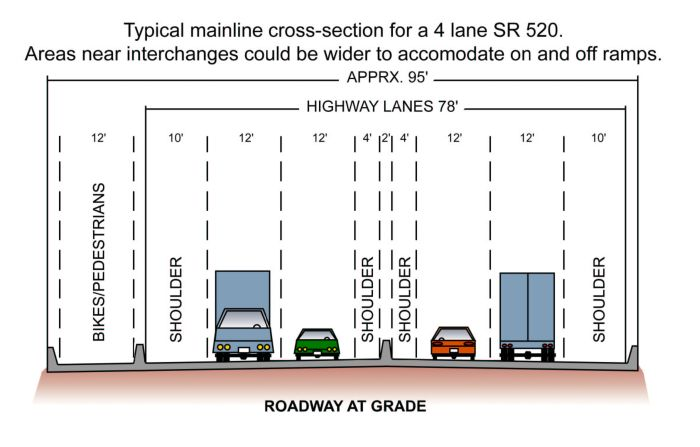 Typical mainline cross-section for a 4 lane SR 520.
Areas near interchanges could be wider to accomodate on and off ramps.
APPRX. 95'
HIGHWAY LANES 78'
12' 10' 12' 12' 4' 2' 4' 12' 12' 10'
BIKES/PEDESTRIANS
SHOULDER
SHOULDER
SHOULDER
SHOULDER
ROADWAY AT GRADE